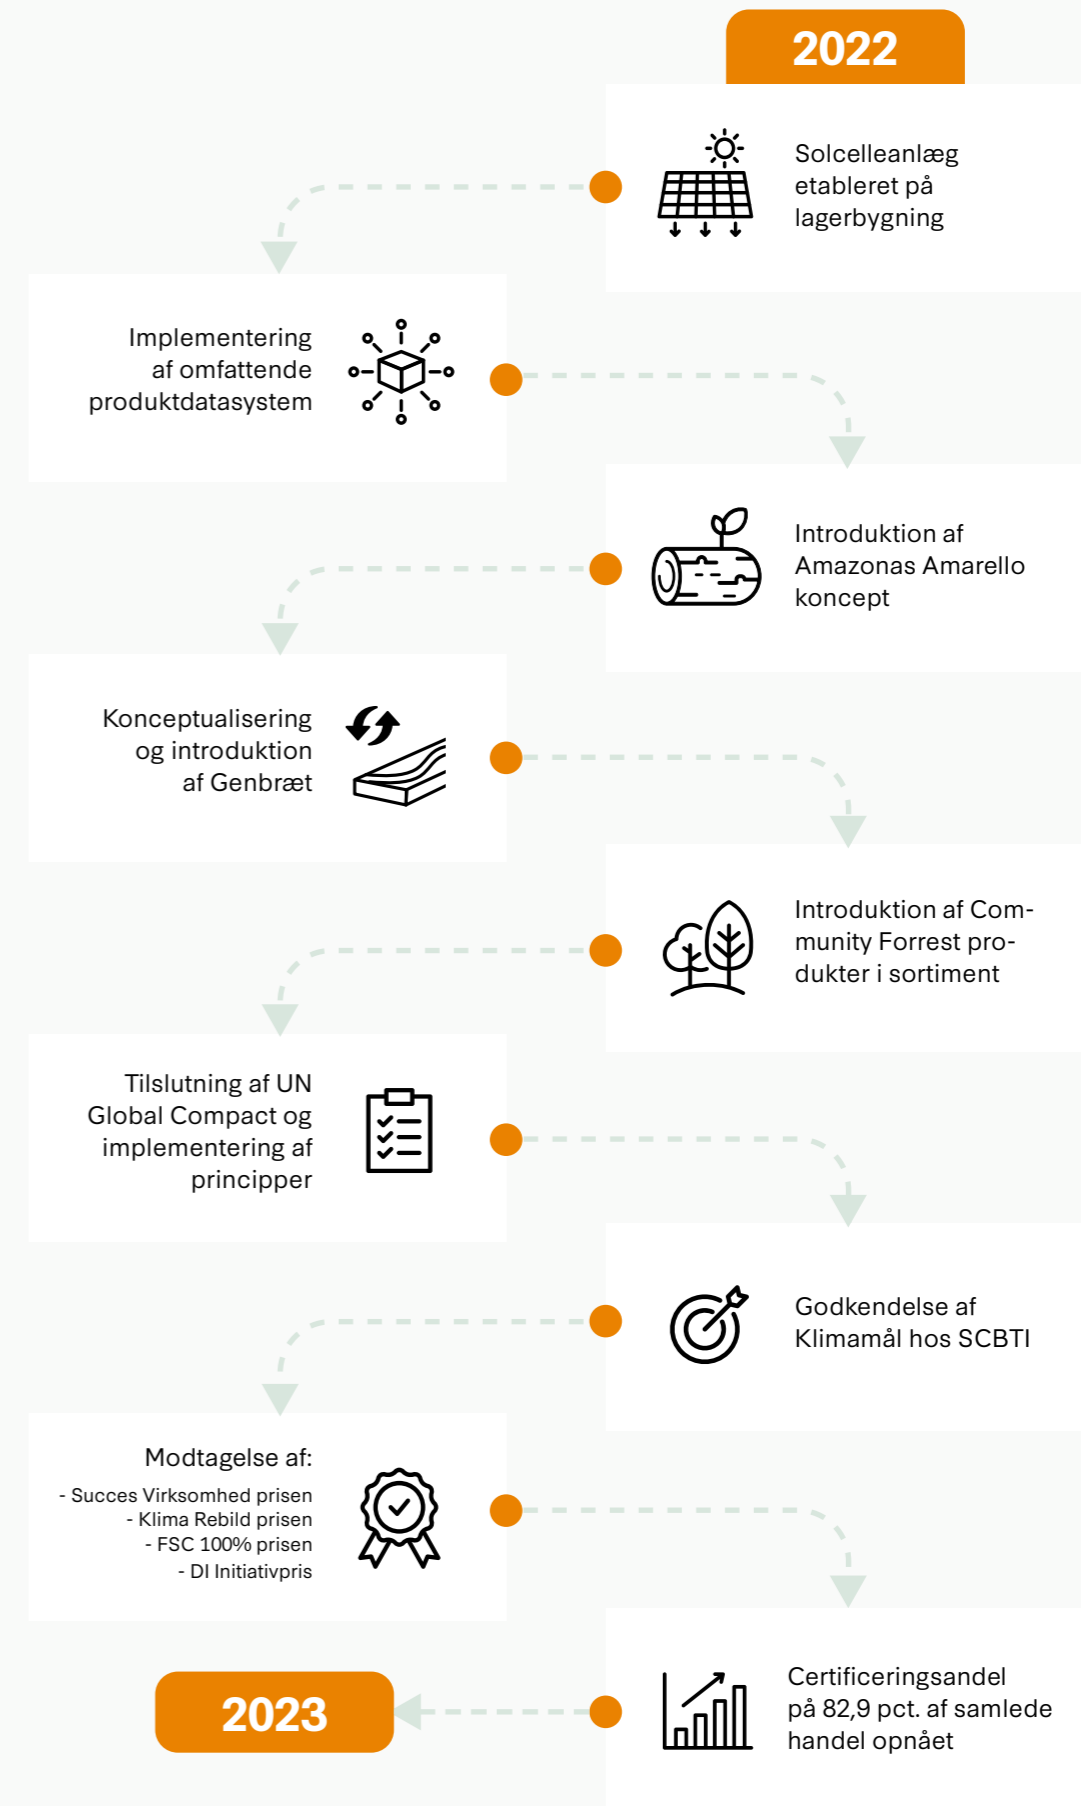 2022
Solcelleanlæg
etableret på
lagerbygning
Implementering
af omfattende
produktdatasystem
Introduktion af
Amazonas Amarello
koncept
Konceptualisering
og introduktion
af Genbræt
Introduktion af Com-
munity Forrest pro-
dukter i sortiment
Tilslutning af UN
Global Compact og
implementering af
principper
Godkendelse af
Klimamål hos SCBTI
Modtagelse af:
- Succes Virksomhed prisen
- Klima Rebild prisen
- FSC 100% prisen
- DI Initiativpris
Certificeringsandel
på 82,9 pct. af samlede
handel opnået
2023